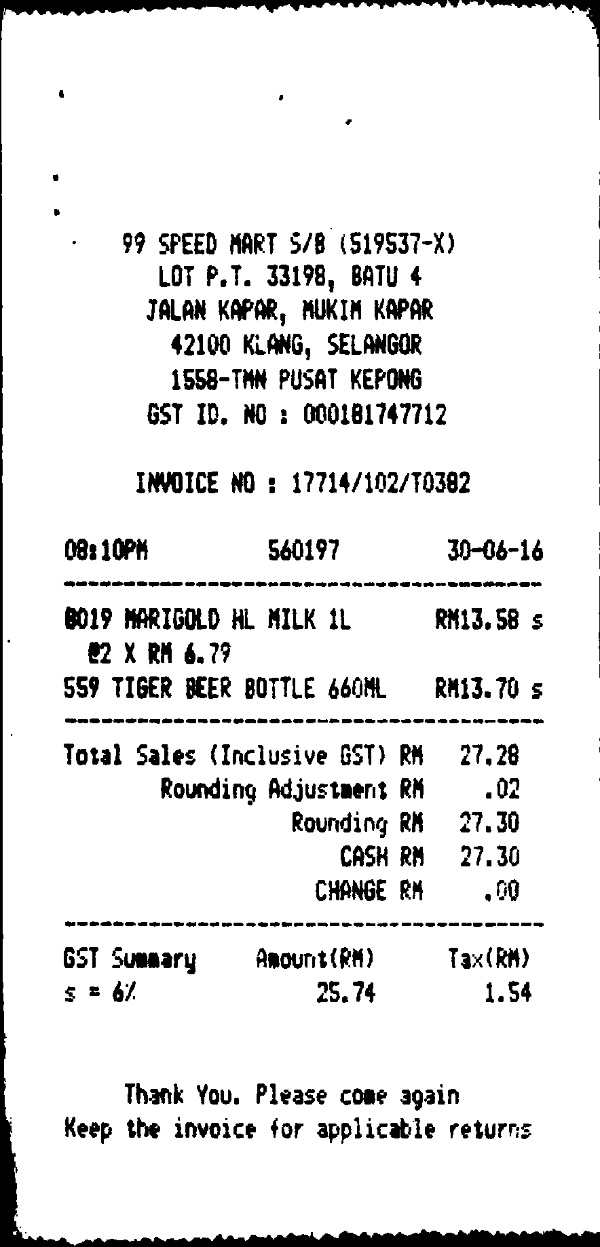 99 SPEED MART S/B (519537-X)
LOT P.T. 33198, BATU 4
JALAN KAPAR, MUKIM KAPAR
42100 KLANG, SELANGOR
1558-TMN PUSAT KEPONG
GST ID. NO : 000181747712
INVOICE NO : 17714/102/T0382
08:10PM 560197 30-06-16
8019 MARIGOLD HL MILK 1L RM13.58 s
@2 X RM 6.79
559 TIGER BEER BOTTLE 660ML RM13.70 s
Total Sales (Inclusive GST) RM 27.28
Rounding Adjustment RM .02
Rounding RM 27.30
CASH RM 27.30
CHANGE RM .00
GST Summary Amount(RM) Tax(RM)
s = 6% 25.74 1.54
Thank You. Please come again
Keep the invoice for applicable returns